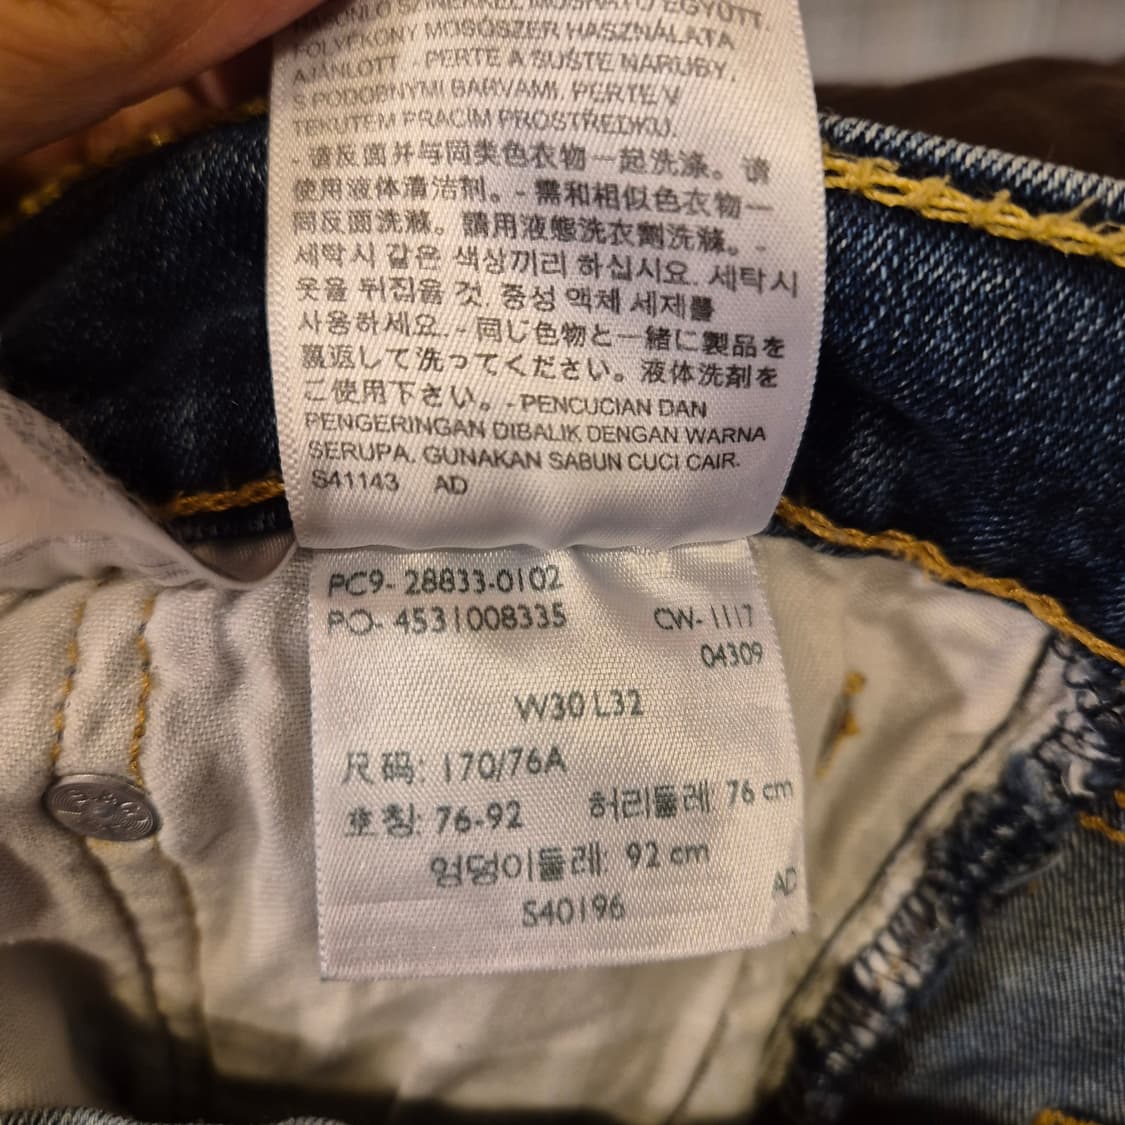 HASONLÓ SZÍNEKKEL MOSHATÓ EGYÜTT.
FOLYÉKONY MOSÓSZER HASZNÁLATA
AJÁNLOTT. PERTE A SUŠTE NARUBY,
S PODOBNÝMI BARVAMI. PERTE V
TEKUTÉM PRACÍM PROSTŘEDKU.
- 请反面并与同类色衣物一起洗涤。请
使用液体清洁剂。- 需和相似色衣物一
同反面洗滌。請用液態洗衣劑洗滌。-
세탁시 같은 색상끼리 하십시요. 세탁시
옷을 뒤집을 것. 중성 액체 세제를
사용하세요. - 同じ色物と一緒に製品を
裏返して洗ってください。液体洗剤を
ご使用下さい。- PENCUCIAN DAN
PENGERINGAN DIBALIK DENGAN WARNA
SERUPA. GUNAKAN SABUN CUCI CAIR.
S41143 AD
PC9- 28833-0102
PO- 4531008335 CW- 1117
04309
W30 L32
尺码: 170/76A
호칭: 76-92 허리둘레: 76 cm
엉덩이둘레: 92 cm
AD
S40196